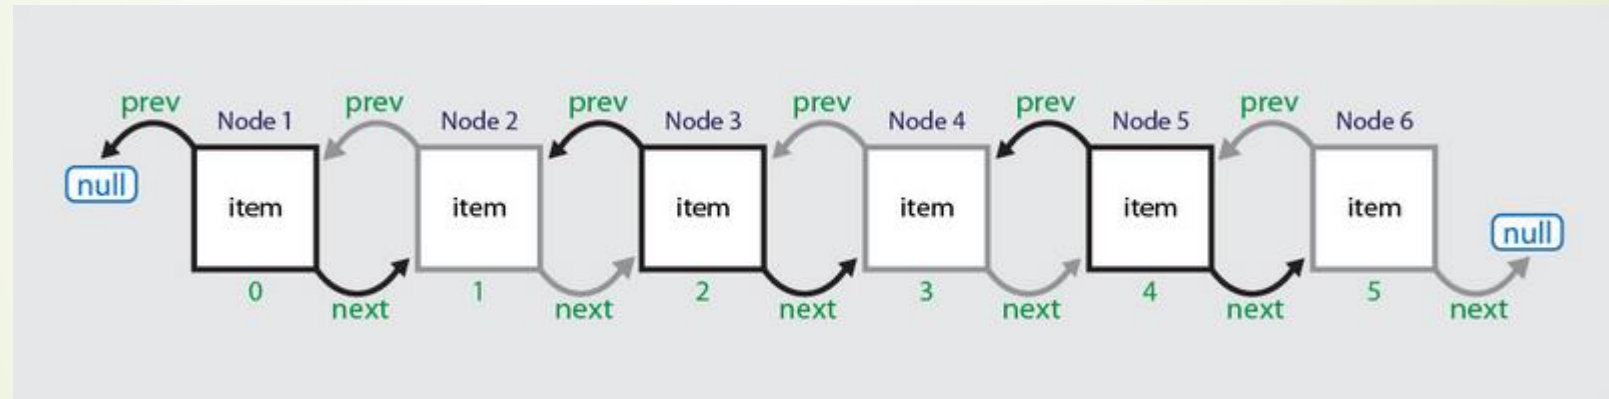 prev prev prev prev prev prev
Node 1 Node 2 Node 3 Node 4 Node 5 Node 6
null item item item item item item null
0 1 2 3 4 5
next next next next next next